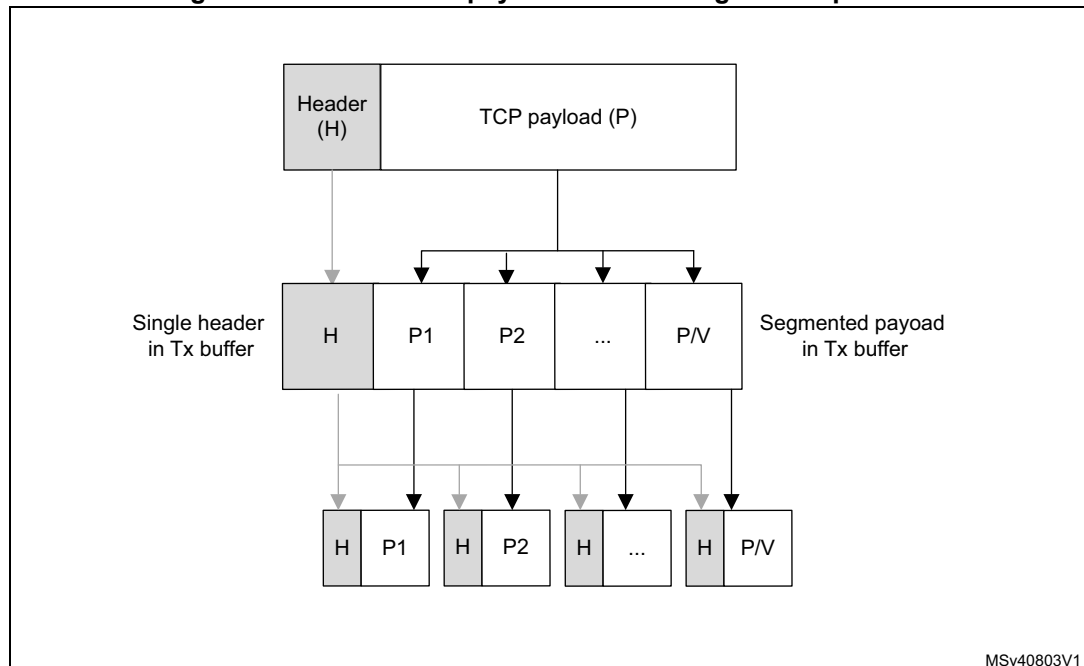 Header
(H)
TCP payload (P)
Single header
in Tx buffer
H
P1
P2
...
P/V
Segmented payoad
in Tx buffer
H
P1
H
P2
H
...
H
P/V
MSv40803V1